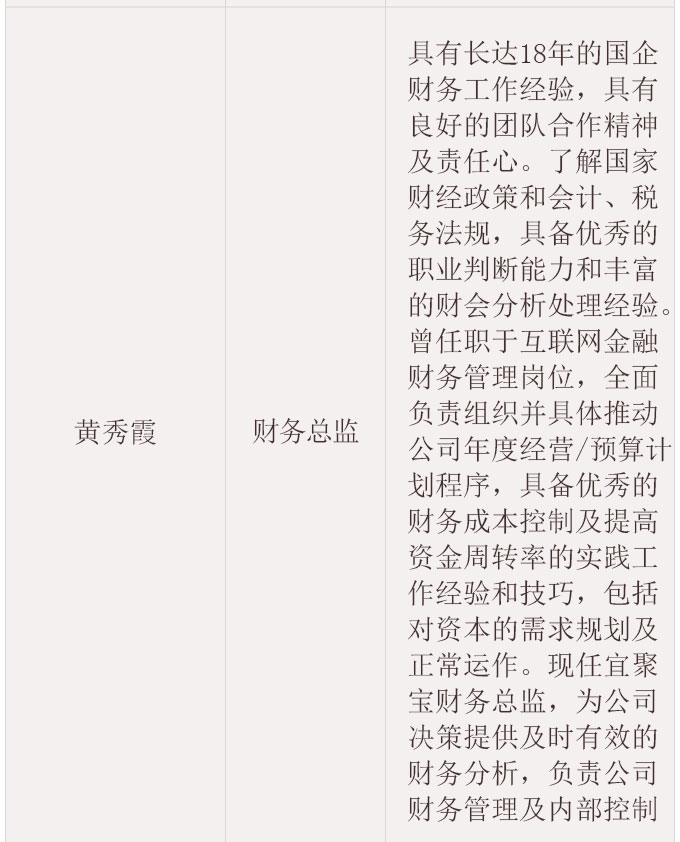 黄秀霞
财务总监
具有长达18年的国企
财务工作经验，具有
良好的团队合作精神
及责任心。了解国家
财经政策和会计、税
务法规，具备优秀的
职业判断能力和丰富
的财会分析处理经验。
曾任职于互联网金融
财务管理岗位，全面
负责组织并具体推动
公司年度经营/预算计
划程序，具备优秀的
财务成本控制及提高
资金周转率的实践工
作经验和技巧，包括
对资本的需求规划及
正常运作。现任宜聚
宝财务总监，为公司
决策提供及时有效的
财务分析，负责公司
财务管理及内部控制